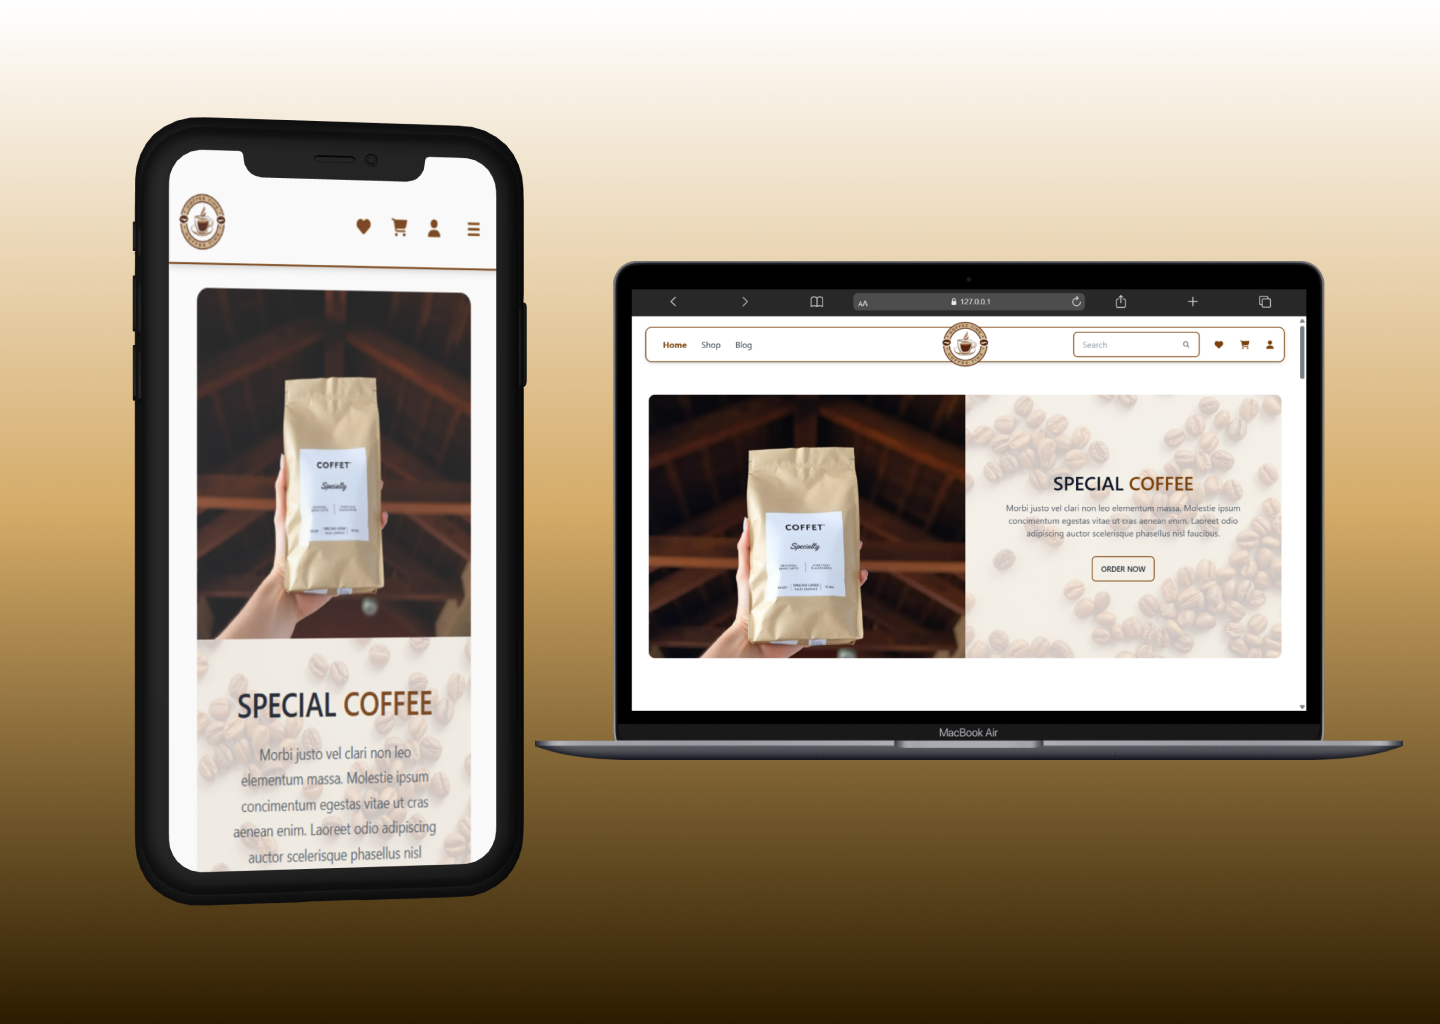 COFFET
Specialty
SPECIAL COFFEE
Morbi justo vel clari non leo
elementum massa. Molestie ipsum
concimentum egestas vitae ut cras
aenean enim. Laoreet odio adipiscing
auctor scelerisque phasellus nisl
AA
127.0.0.1
Home Shop Blog
COFFEE TIME
Search
COFFET
Specialty
SPECIAL COFFEE
Morbi justo vel clari non leo elementum massa. Molestie ipsum
concimentum egestas vitae ut cras aenean enim. Laoreet odio
adipiscing auctor scelerisque phasellus nisl faucibus.
ORDER NOW
MacBook Air